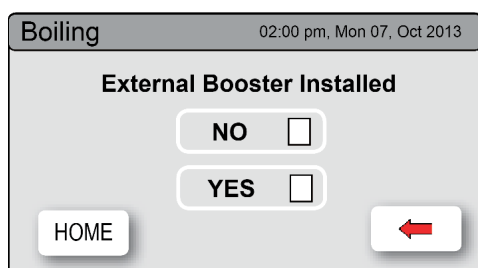 Boiling 02:00 pm, Mon 07, Oct 2013
External Booster Installed
NO
YES
HOME